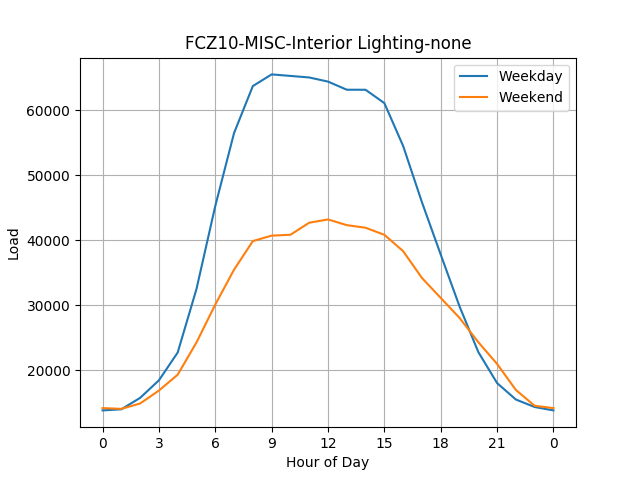 FCZ10-MISC-Interior Lighting-none
Weekday
Weekend
Load
60000
50000
40000
30000
20000
0 3 6 9 12 15 18 21 0
Hour of Day